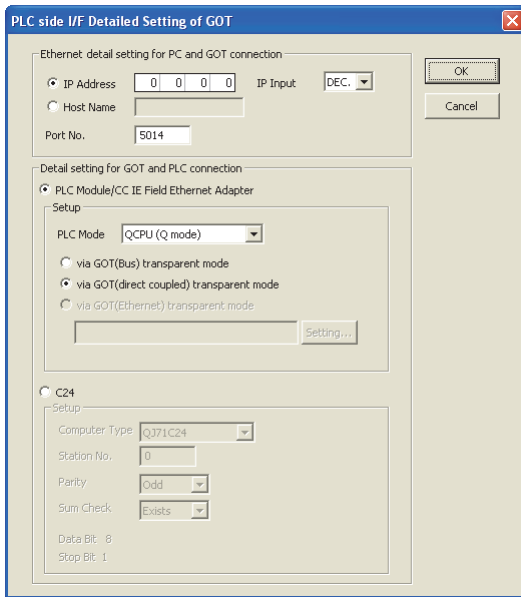 PLC side I/F Detailed Setting of GOT
Ethernet detail setting for PC and GOT connection
IP Address 0 0 0 0 IP Input DEC.
OK
Host Name
Cancel
Port No. 5014
Detail setting for GOT and PLC connection
PLC Module/CC IE Field Ethernet Adapter
Setup
PLC Mode QCPU (Q mode)
via GOT(Bus) transparent mode
via GOT(direct coupled) transparent mode
via GOT(Ethernet) transparent mode
Setting...
C24
Setup
Computer Type QJ71C24
Station No. 0
Parity Odd
Sum Check Exists
Data Bit 8
Stop Bit 1